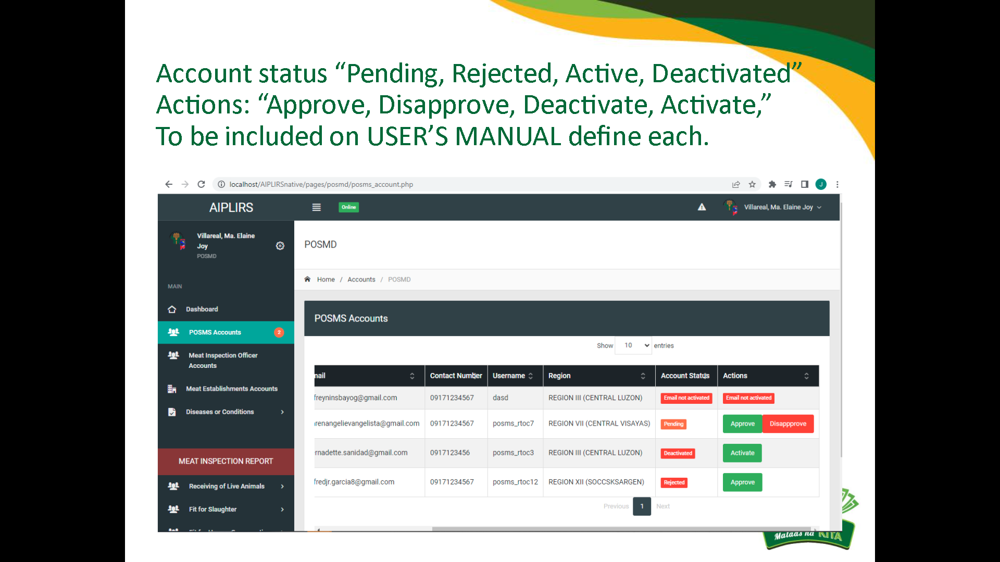 Account status “Pending, Rejected, Active, Deactivated”
Actions: “Approve, Disapprove, Deactivate, Activate,”
To be included on USER’S MANUAL define each.
localhost/AIPLIRSnative/pages/posmd/posms_account.php
J
AIPLIRS
Online
Villareal, Ma. Elaine Joy
Villareal, Ma. Elaine
Joy
POSMD
POSMD
Home / Accounts / POSMD
MAIN
Dashboard
POSMS Accounts 2
Meat Inspection Officer
Accounts
Meat Establishments Accounts
Diseases or Conditions
MEAT INSPECTION REPORT
Receiving of Live Animals
Fit for Slaughter
POSMS Accounts
Show 10 entries
mail Contact Number Username Region Account Status Actions
freyninsbayog@gmail.com 09171234567 dasd REGION III (CENTRAL LUZON) Email not activated Email not activated
renangelievangelista@gmail.com 09171234567 posms_rtoc7 REGION VII (CENTRAL VISAYAS) Pending Approve Disappprove
rnadette.sanidad@gmail.com 0917123456 posms_rtoc3 REGION III (CENTRAL LUZON) Deactivated Activate
fredjr.garcia8@gmail.com 09171234567 posms_rtoc12 REGION XII (SOCCSKSARGEN) Rejected Approve
Previous 1 Next
Mataas na KITA